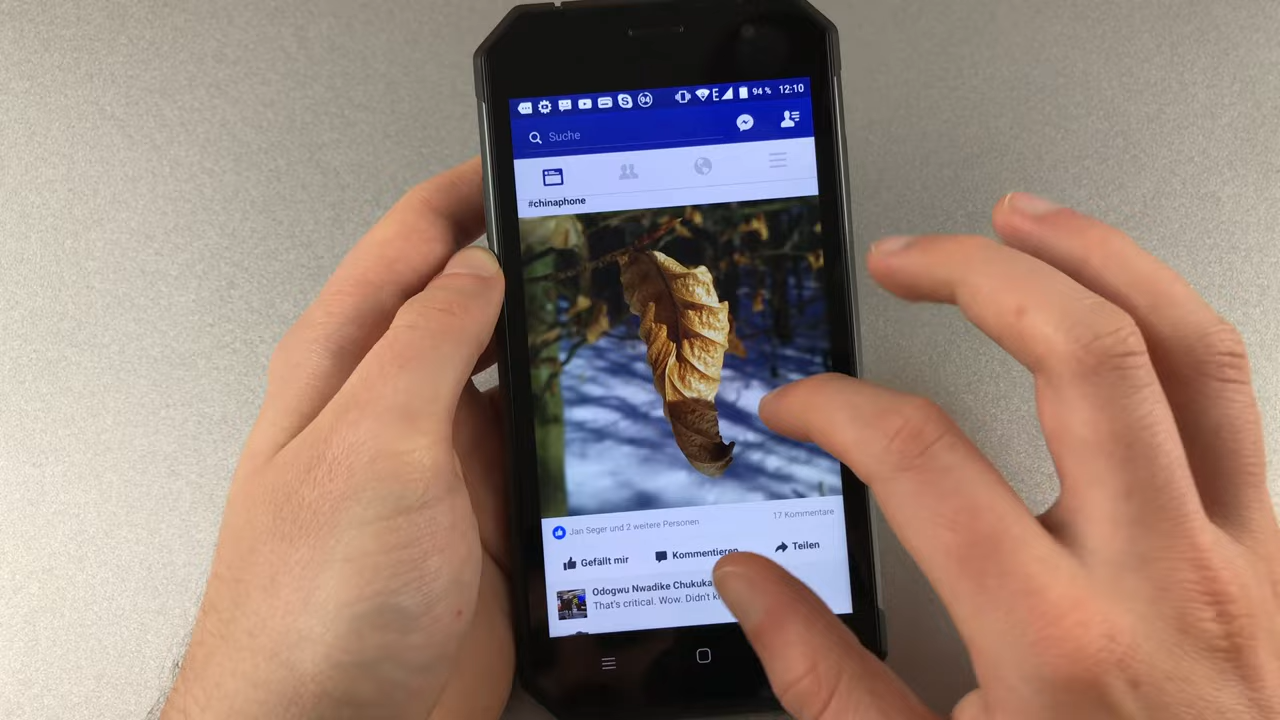 94 E 94 % 12:10
Suche
#chinaphone
Jan Seger und 2 weitere Personen 17 Kommentare
Gefällt mir Kommentieren Teilen
Odogwu Nwadike Chukuka
That's critical. Wow. Didn't